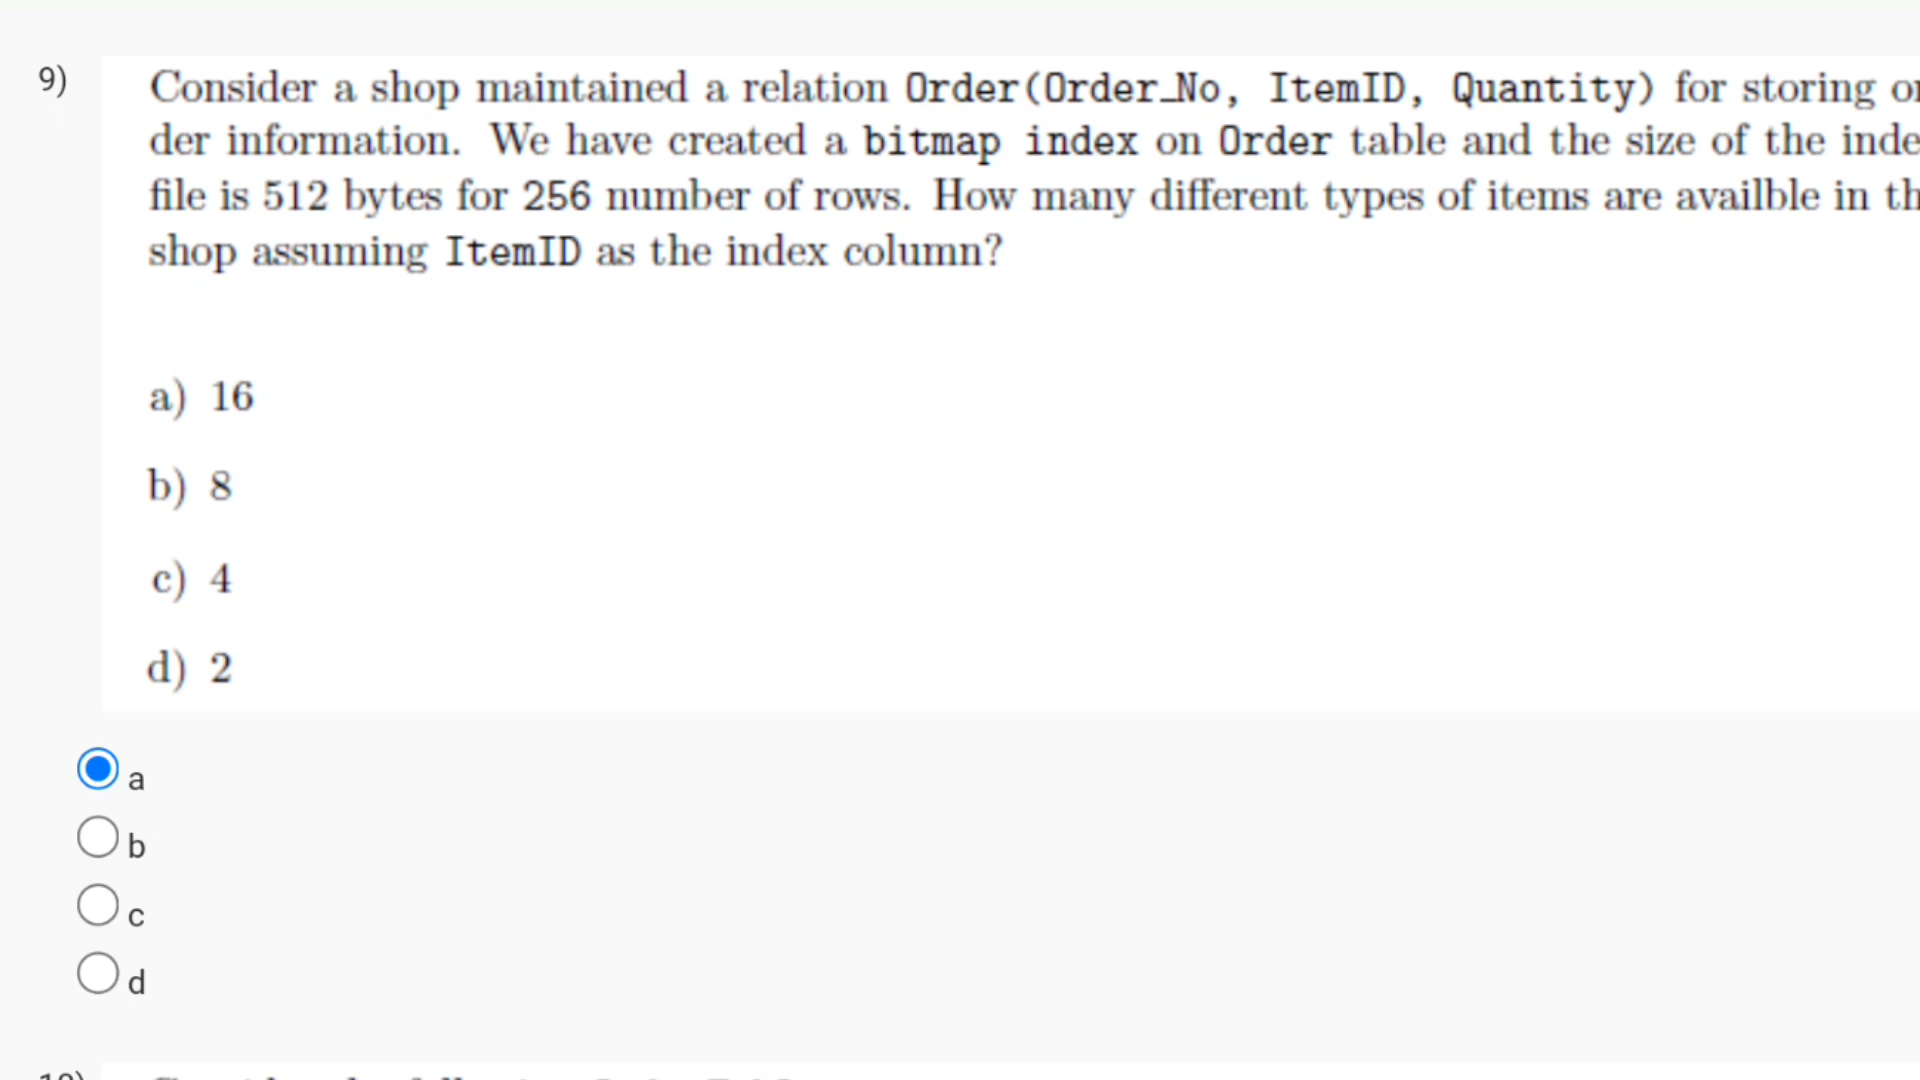 9) Consider a shop maintained a relation Order(Order_No, ItemID, Quantity) for storing or
der information. We have created a bitmap index on Order table and the size of the inde
file is 512 bytes for 256 number of rows. How many different types of items are availble in th
shop assuming ItemID as the index column?
a) 16
b) 8
c) 4
d) 2
a
b
c
d